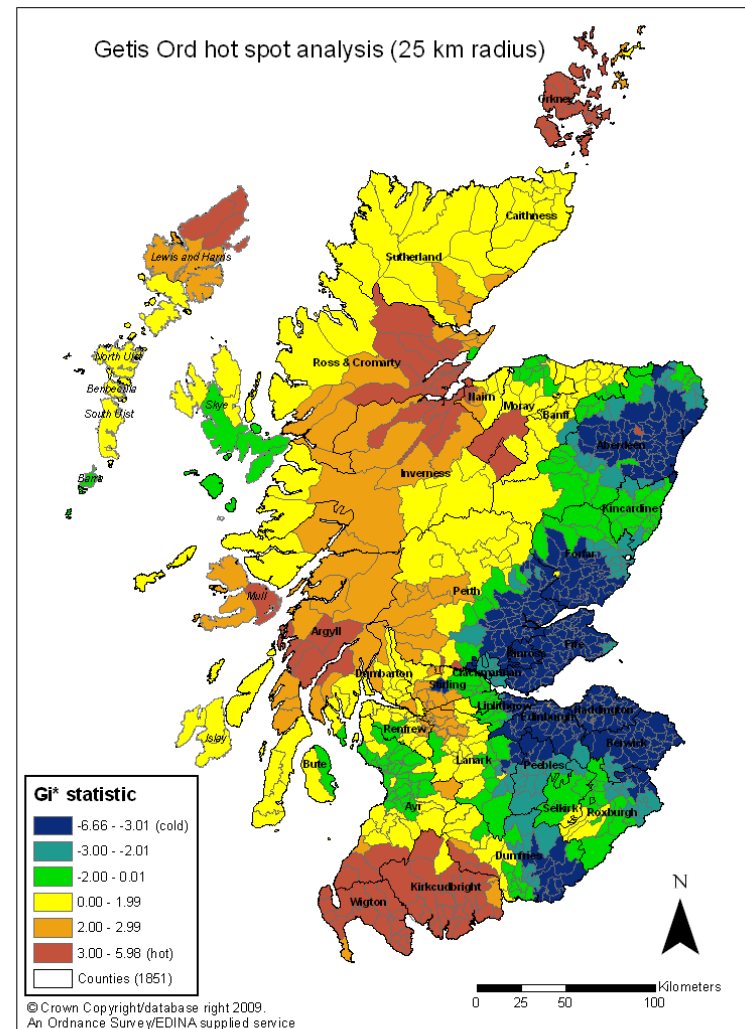 Getis Ord hot spot analysis (25 km radius)
Orkney
Caithness
Sutherland
Lewis and Harris
Ross & Cromarty
North Uist
Benbecula
South Uist
Skye
Barra
Nairn
Moray
Banff
Aberdeen
Inverness
Kincardine
Forfar
Perth
Mull
Argyll
Fife
Kinross
Clackmannan
Stirling
Dumbarton
Linlithgow
Edinburgh
Haddington
Berwick
Renfrew
Lanark
Peebles
Islay
Bute
Ayr
Selkirk
Roxburgh
Dumfries
Kirkcudbright
Wigton
Gi* statistic
-6.66 - -3.01 (cold)
-3.00 - -2.01
-2.00 - 0.01
0.00 - 1.99
2.00 - 2.99
3.00 - 5.98 (hot)
Counties (1851)
N
Kilometers
0 25 50 100
© Crown Copyright/database right 2009.
An Ordnance Survey/EDINA supplied service